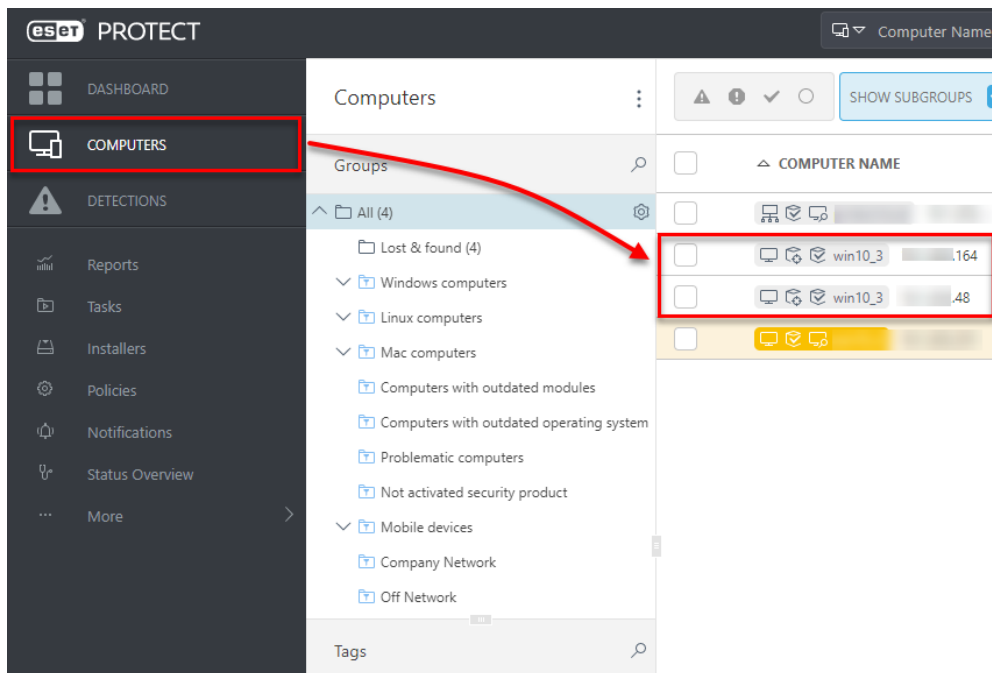 eset PROTECT
Computer Name
DASHBOARD
COMPUTERS
DETECTIONS
Reports
Tasks
Installers
Policies
Notifications
Status Overview
More
Computers
Groups
All (4)
Lost & found (4)
Windows computers
Linux computers
Mac computers
Computers with outdated modules
Computers with outdated operating system
Problematic computers
Not activated security product
Mobile devices
Company Network
Off Network
Tags
SHOW SUBGROUPS
COMPUTER NAME
win10_3 .164
win10_3 .48